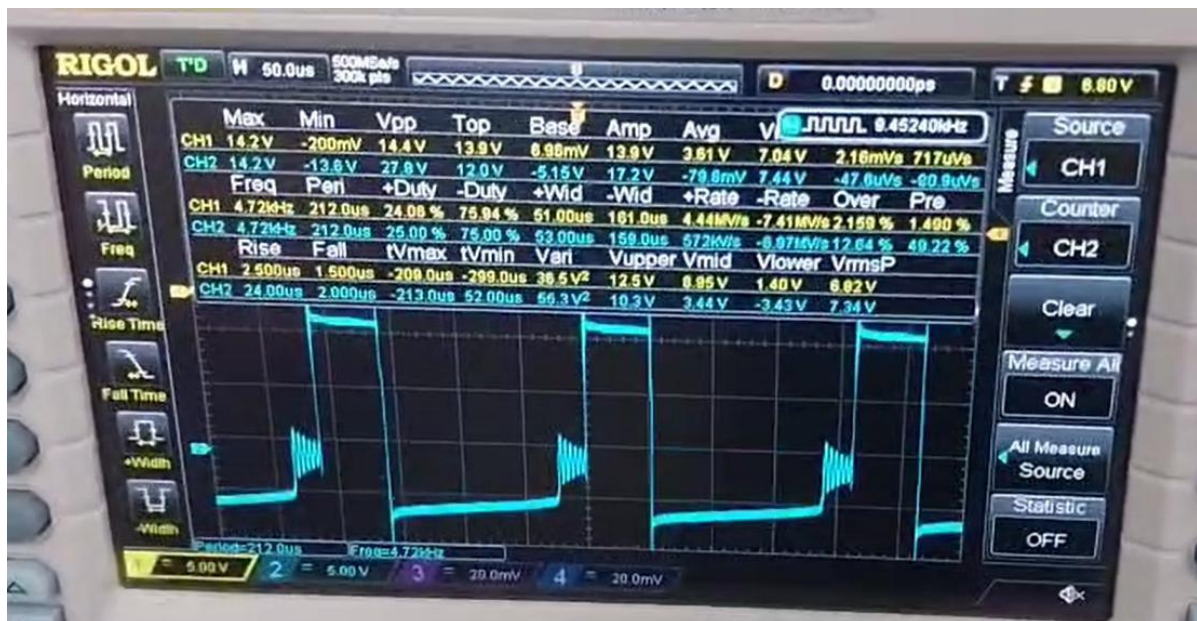 RIGOL T'D H 50.0us 500MSa/s 300k pts D 0.00000000ps T 6.80 V
Horizontal
Period
Freq
Rise Time
Fall Time
+Width
-Width
Max Min Vpp Top Base Amp Avg 9.45240kHz
CH1 14.2 V -200mV 14.4 V 13.9 V 6.96mV 13.9 V 3.61 V 7.04 V 2.16mVs 717uVs
CH2 14.2 V -13.6 V 27.8 V 12.0 V -5.15 V 17.2 V -79.8mV 7.44 V -47.6uVs -80.9uVs
Freq Peri +Duty -Duty +Wid -Wid +Rate -Rate Over Pre
CH1 4.72kHz 212.0us 24.06 % 75.94 % 51.00us 161.0us 4.44MV/s -7.41MV/s 2.159 % 1.490 %
CH2 4.72kHz 212.0us 25.00 % 75.00 % 53.00us 159.0us 572kV/s -6.97MV/s 12.64 % 49.22 %
Rise Fall tVmax tVmin Vari Vupper Vmid Vlower VrmsP
CH1 2.500us 1.500us -209.0us -299.0us 36.5 V² 12.5 V 6.95 V 1.40 V 6.82 V
CH2 24.00us 2.000us -213.0us 52.00us 56.3 V² 10.3 V 3.44 V -3.43 V 7.34 V
Period=212.0us Freq=4.72kHz
1 = 5.00 V 2 = 5.00 V 3 = 20.0mV 4 = 20.0mV
Measure
Source
CH1
Counter
CH2
Clear
Measure All
ON
All Measure
Source
Statistic
OFF